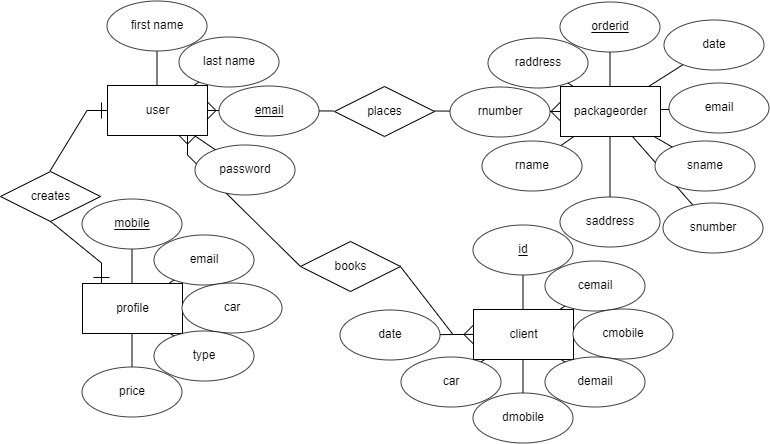 first name
last name
user
email
password
places
orderid
raddress
date
rnumber
packageorder
email
rname
sname
saddress
snumber
creates
mobile
email
profile
car
type
price
books
id
cemail
date
client
cmobile
car
demail
dmobile